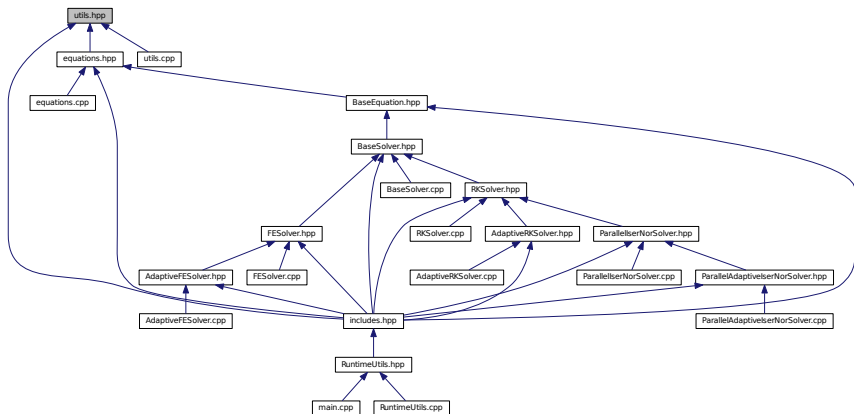 utils.hpp
equations.hpp
utils.cpp
equations.cpp
BaseEquation.hpp
BaseSolver.hpp
BaseSolver.cpp
RKSolver.hpp
FESolver.hpp
RKSolver.cpp
AdaptiveRKSolver.hpp
ParallelIserNorSolver.hpp
AdaptiveFESolver.hpp
FESolver.cpp
AdaptiveRKSolver.cpp
ParallelIserNorSolver.cpp
ParallelAdaptiveIserNorSolver.hpp
AdaptiveFESolver.cpp
includes.hpp
ParallelAdaptiveIserNorSolver.cpp
RuntimeUtils.hpp
main.cpp
RuntimeUtils.cpp